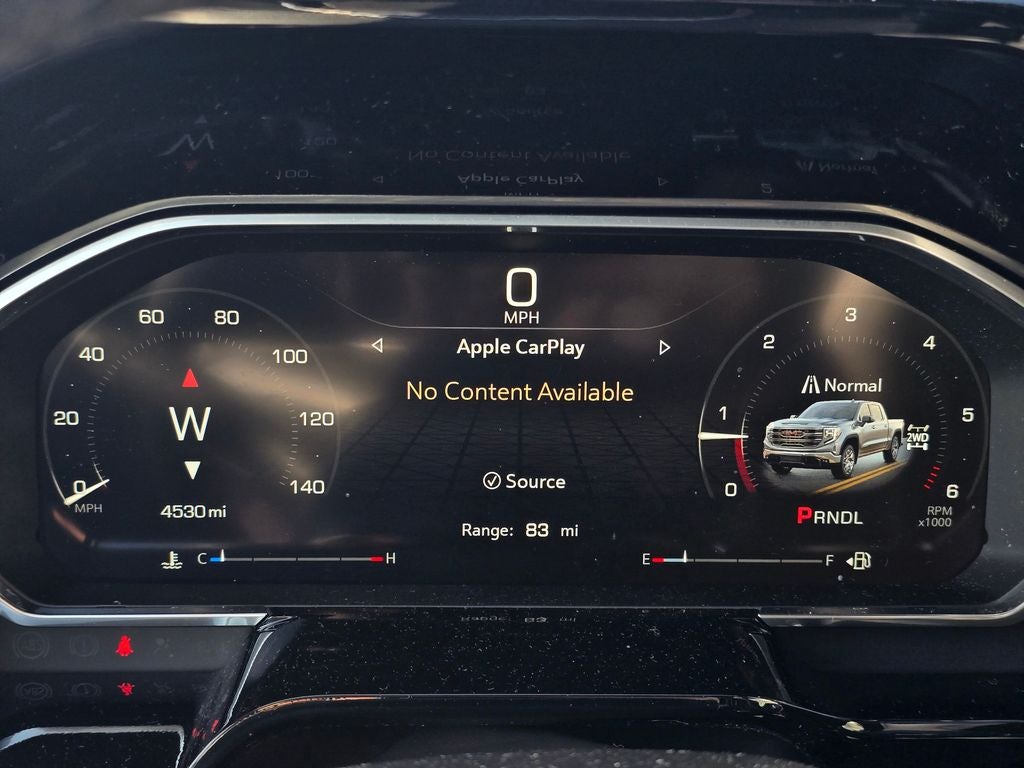 0
MPH
Apple CarPlay
No Content Available
Source
Range: 83 mi
0
20
40
60
80
100
120
140
MPH
W
4530 mi
C
H
0
1
2
3
4
5
6
RPM
x1000
Normal
2WD
PRNDL
E
F